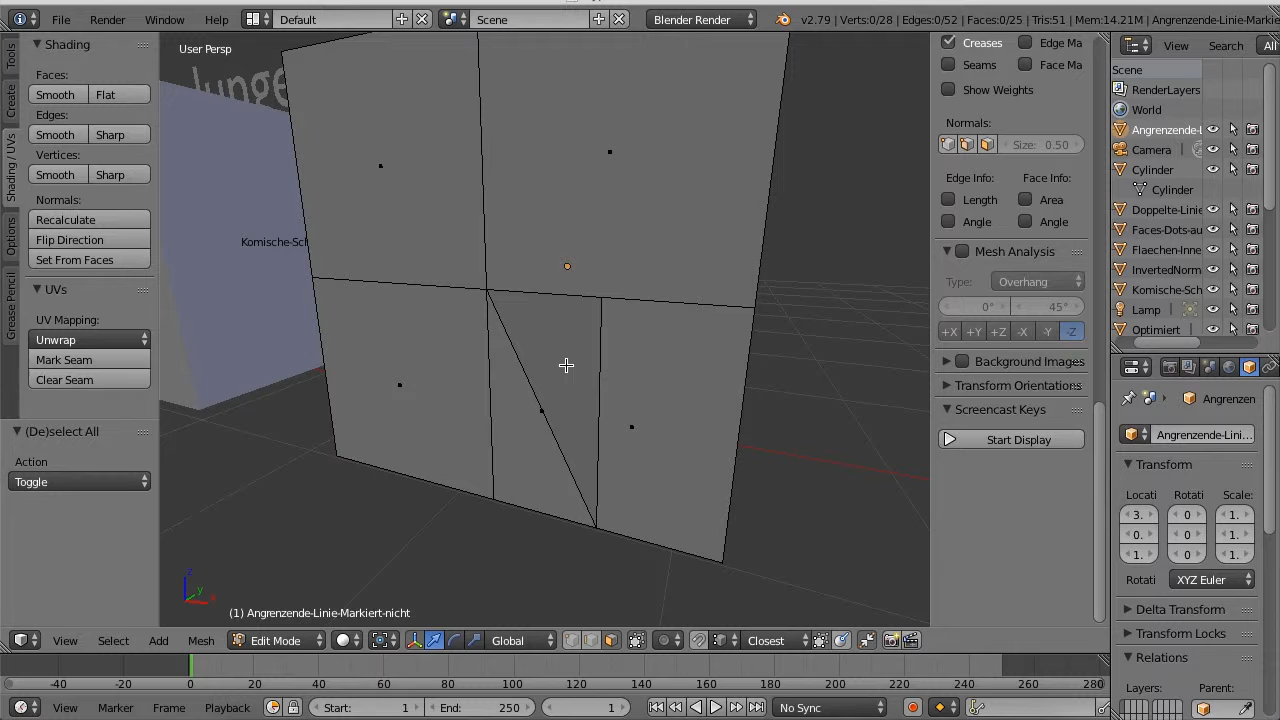 File Render Window Help Default Scene Blender Render v2.79 | Verts:0/28 | Edges:0/52 | Faces:0/25 | Tris:51 | Mem:14.21M | Angrenzende-Linie-Markie
Tools
Create
Shading / UVs
Options
Grease Pencil
Shading
Faces:
Smooth Flat
Edges:
Smooth Sharp
Vertices:
Smooth Sharp
Normals:
Recalculate
Flip Direction
Set From Faces
UVs
UV Mapping:
Unwrap
Mark Seam
Clear Seam
(De)select All
Action
Toggle
User Persp
lunge
Komische-Sch
(1) Angrenzende-Linie-Markiert-nicht
Creases Edge Ma
Seams Face Ma
Show Weights
Normals:
Size: 0.50
Edge Info: Face Info:
Length Area
Angle Angle
Mesh Analysis
Type: Overhang
0° 45°
+X +Y +Z -X -Y -Z
Background Images
Transform Orientations
Screencast Keys
Start Display
View Search All
Scene
RenderLayers
World
Angrenzende-L
Camera
Cylinder
Cylinder
Doppelte-Linie
Faces-Dots-au
Flaechen-Inne
InvertedNorm
Komische-Sch
Lamp
Optimiert
Angrenzen
Angrenzende-Lini...
Transform
Locati Rotati Scale:
3. 0 1.
0. 0 1.
1. 0 1.
Rotati XYZ Euler
Delta Transform
Transform Locks
Relations
Layers: Parent:
View Select Add Mesh Edit Mode Global Closest
-40 -20 0 20 40 60 80 100 120 140 160 180 200 220 240 260 280
View Marker Frame Playback Start: 1 End: 250 1 No Sync